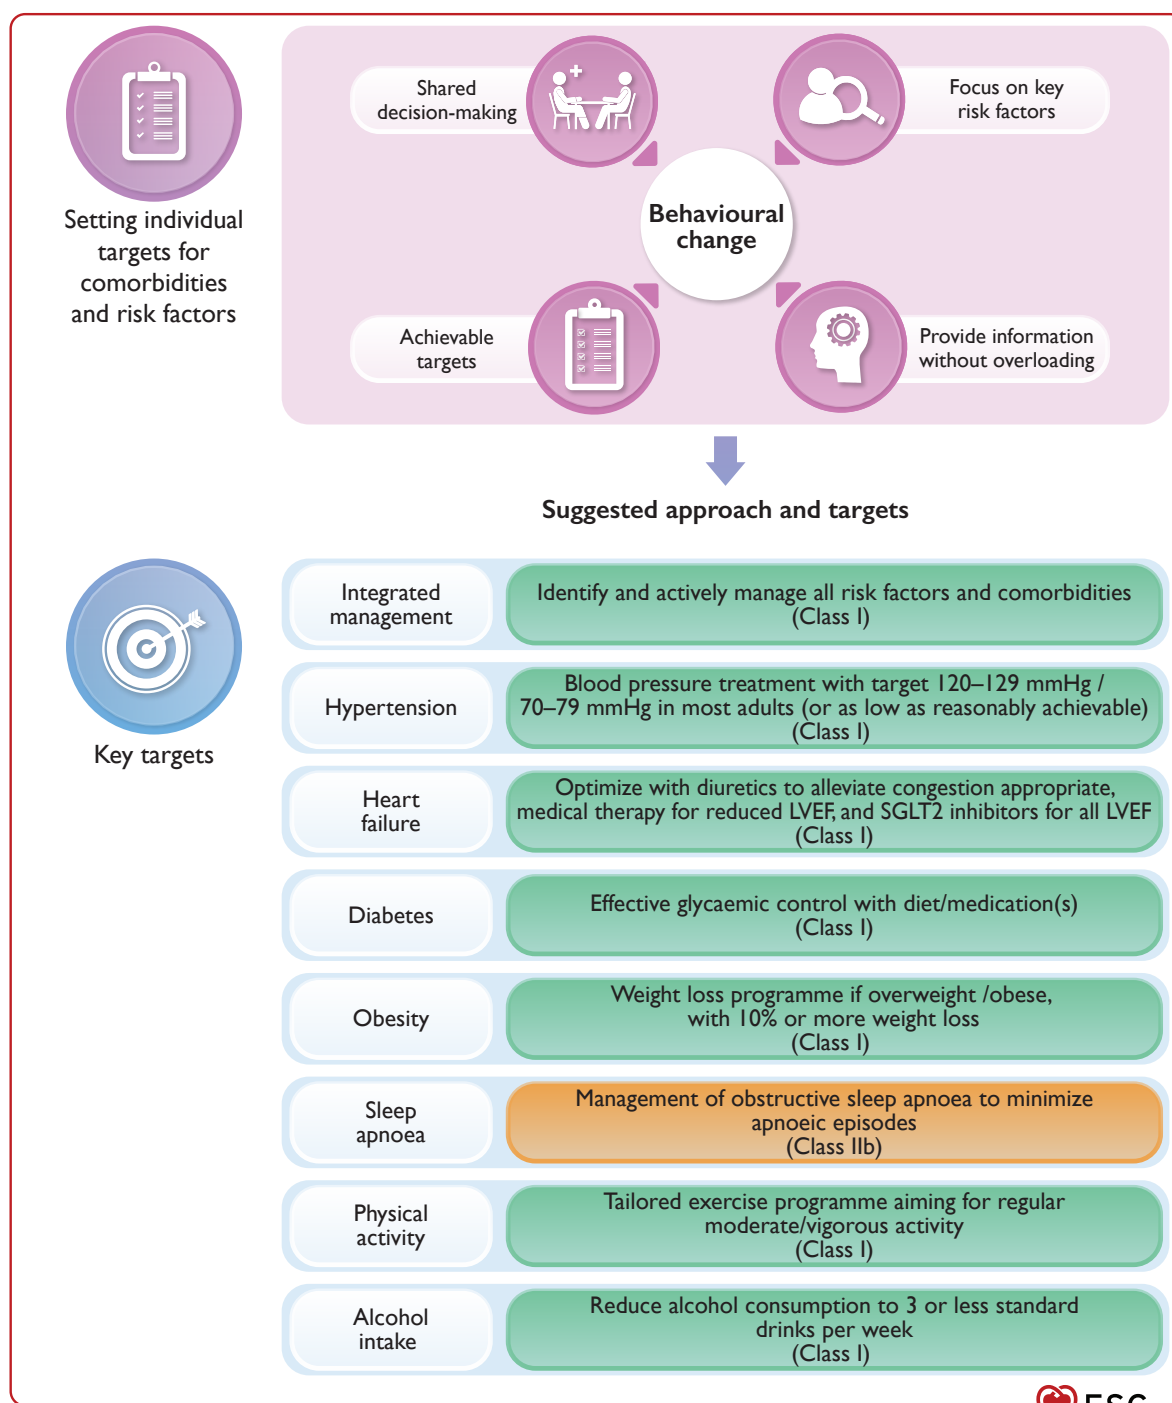 Setting individual
targets for
comorbidities
and risk factors
Shared
decision-making
Focus on key
risk factors
Behavioural
change
Achievable
targets
Provide information
without overloading
Suggested approach and targets
Key targets
Integrated
management
Identify and actively manage all risk factors and comorbidities
(Class I)
Hypertension
Blood pressure treatment with target 120–129 mmHg /
70–79 mmHg in most adults (or as low as reasonably achievable)
(Class I)
Heart
failure
Optimize with diuretics to alleviate congestion appropriate,
medical therapy for reduced LVEF, and SGLT2 inhibitors for all LVEF
(Class I)
Diabetes
Effective glycaemic control with diet/medication(s)
(Class I)
Obesity
Weight loss programme if overweight /obese,
with 10% or more weight loss
(Class I)
Sleep
apnoea
Management of obstructive sleep apnoea to minimize
apnoeic episodes
(Class IIb)
Physical
activity
Tailored exercise programme aiming for regular
moderate/vigorous activity
(Class I)
Alcohol
intake
Reduce alcohol consumption to 3 or less standard
drinks per week
(Class I)
ESC